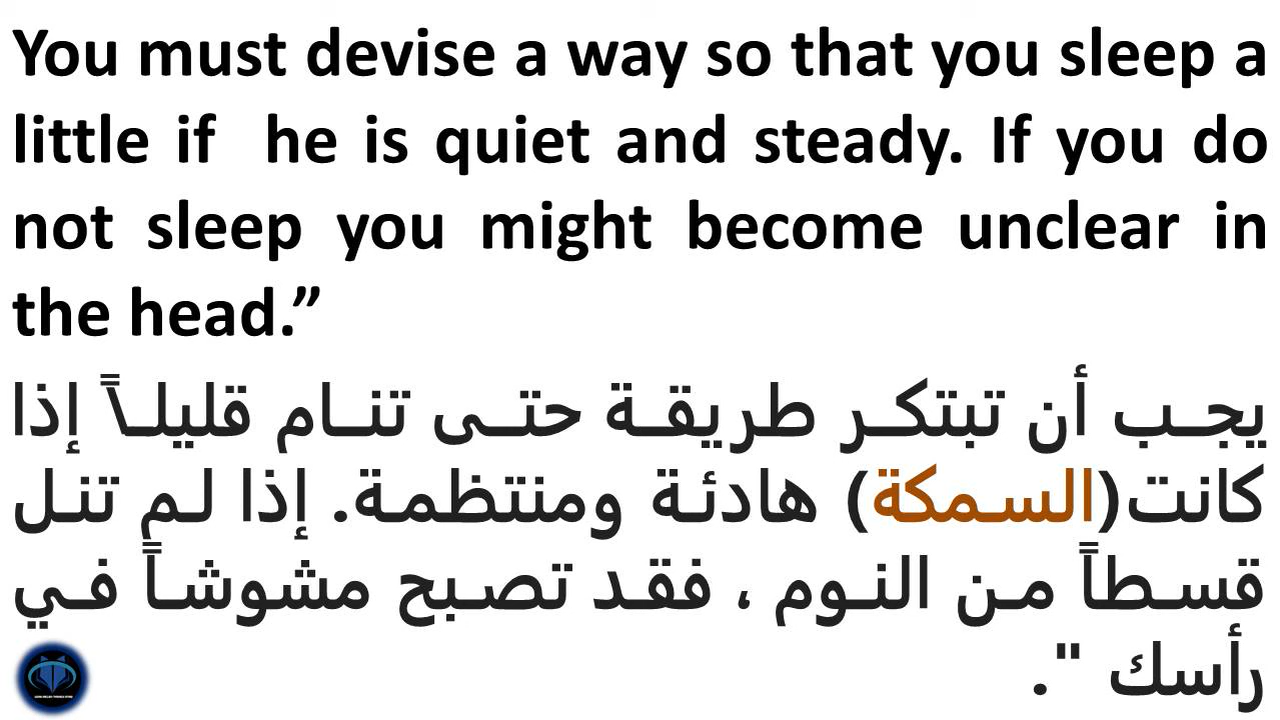 You must devise a way so that you sleep a
little if he is quiet and steady. If you do
not sleep you might become unclear in
the head.”
يجب أن تبتكر طريقة حتى تنام قليلاً إذا
كانت(السمكة) هادئة ومنتظمة. إذا لم تنل
قسطاً من النوم ، فقد تصبح مشوشاً في
رأسك ".